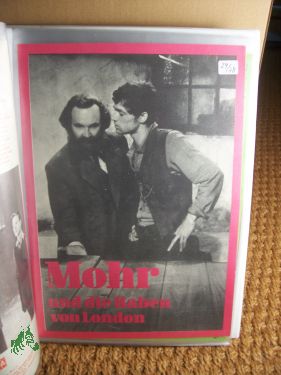 Mohr
und die Raben
von London